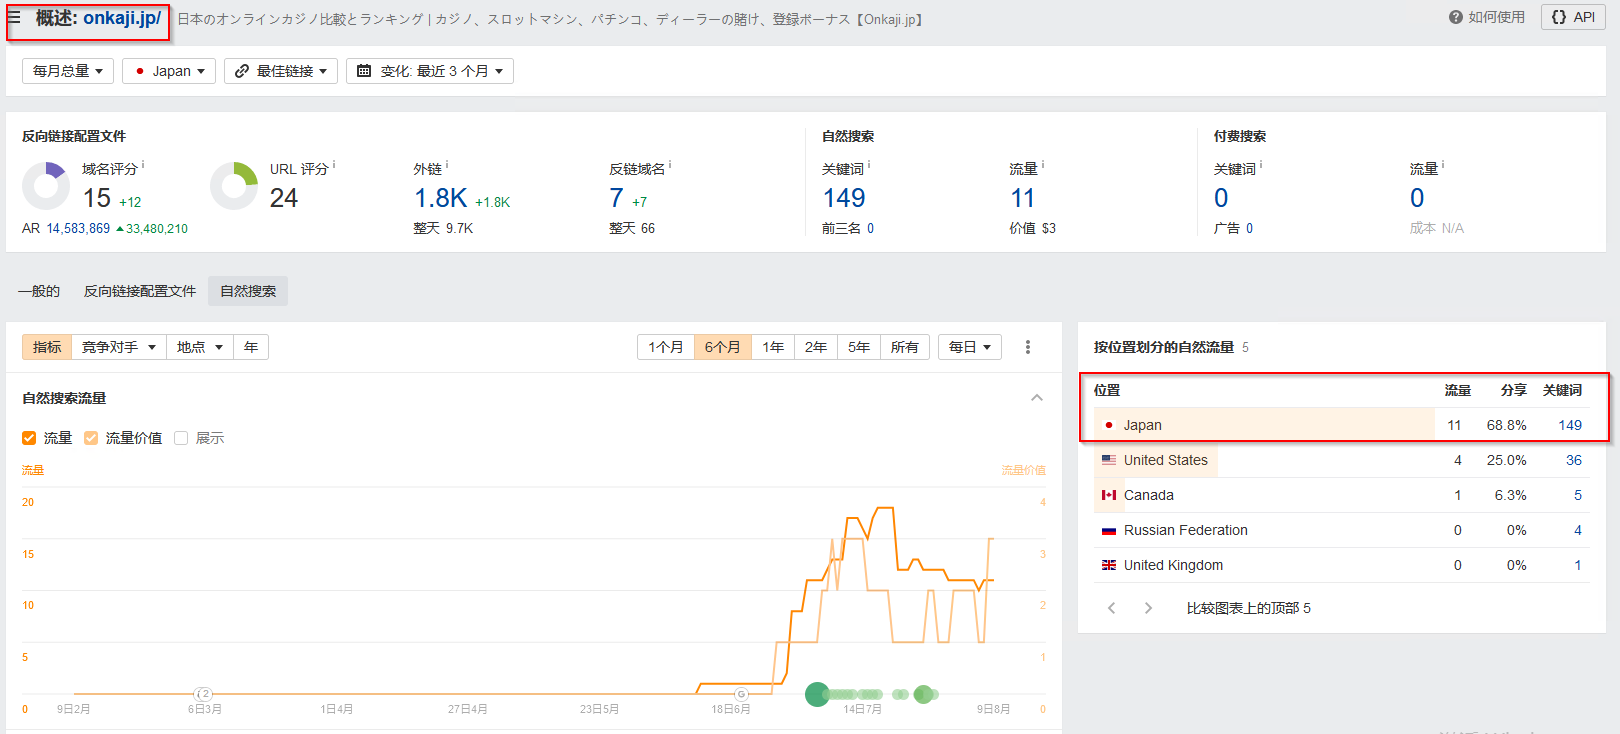 概述: onkaji.jp/ 日本のオンラインカジノ比較とランキング | カジノ、スロットマシン、パチンコ、ディーラーの賭け、登録ボーナス【Onkaji.jp】 如何使用 API
每月总量 Japan 最佳链接 变化: 最近 3 个月
反向链接配置文件 自然搜索 付费搜索
域名评分 URL 评分 外链 反链域名 关键词 流量 关键词 流量
15 +12 24 1.8K +1.8K 7 +7 149 11 0 0
AR 14,583,869 33,480,210 整天 9.7K 整天 66 前三名 0 价值 $3 广告 0 成本 N/A
一般的 反向链接配置文件 自然搜索
指标 竞争对手 地点 年 1个月 6个月 1年 2年 5年 所有 每日
自然搜索流量
流量 流量价值 展示
流量 流量价值
20 4
15 3
10 2
5 1
2 G
0 9日2月 6日3月 1日4月 27日4月 23日5月 18日6月 14日7月 9日8月 0
按位置划分的自然流量 5
位置 流量 分享 关键词
Japan 11 68.8% 149
United States 4 25.0% 36
Canada 1 6.3% 5
Russian Federation 0 0% 4
United Kingdom 0 0% 1
比较图表上的顶部 5